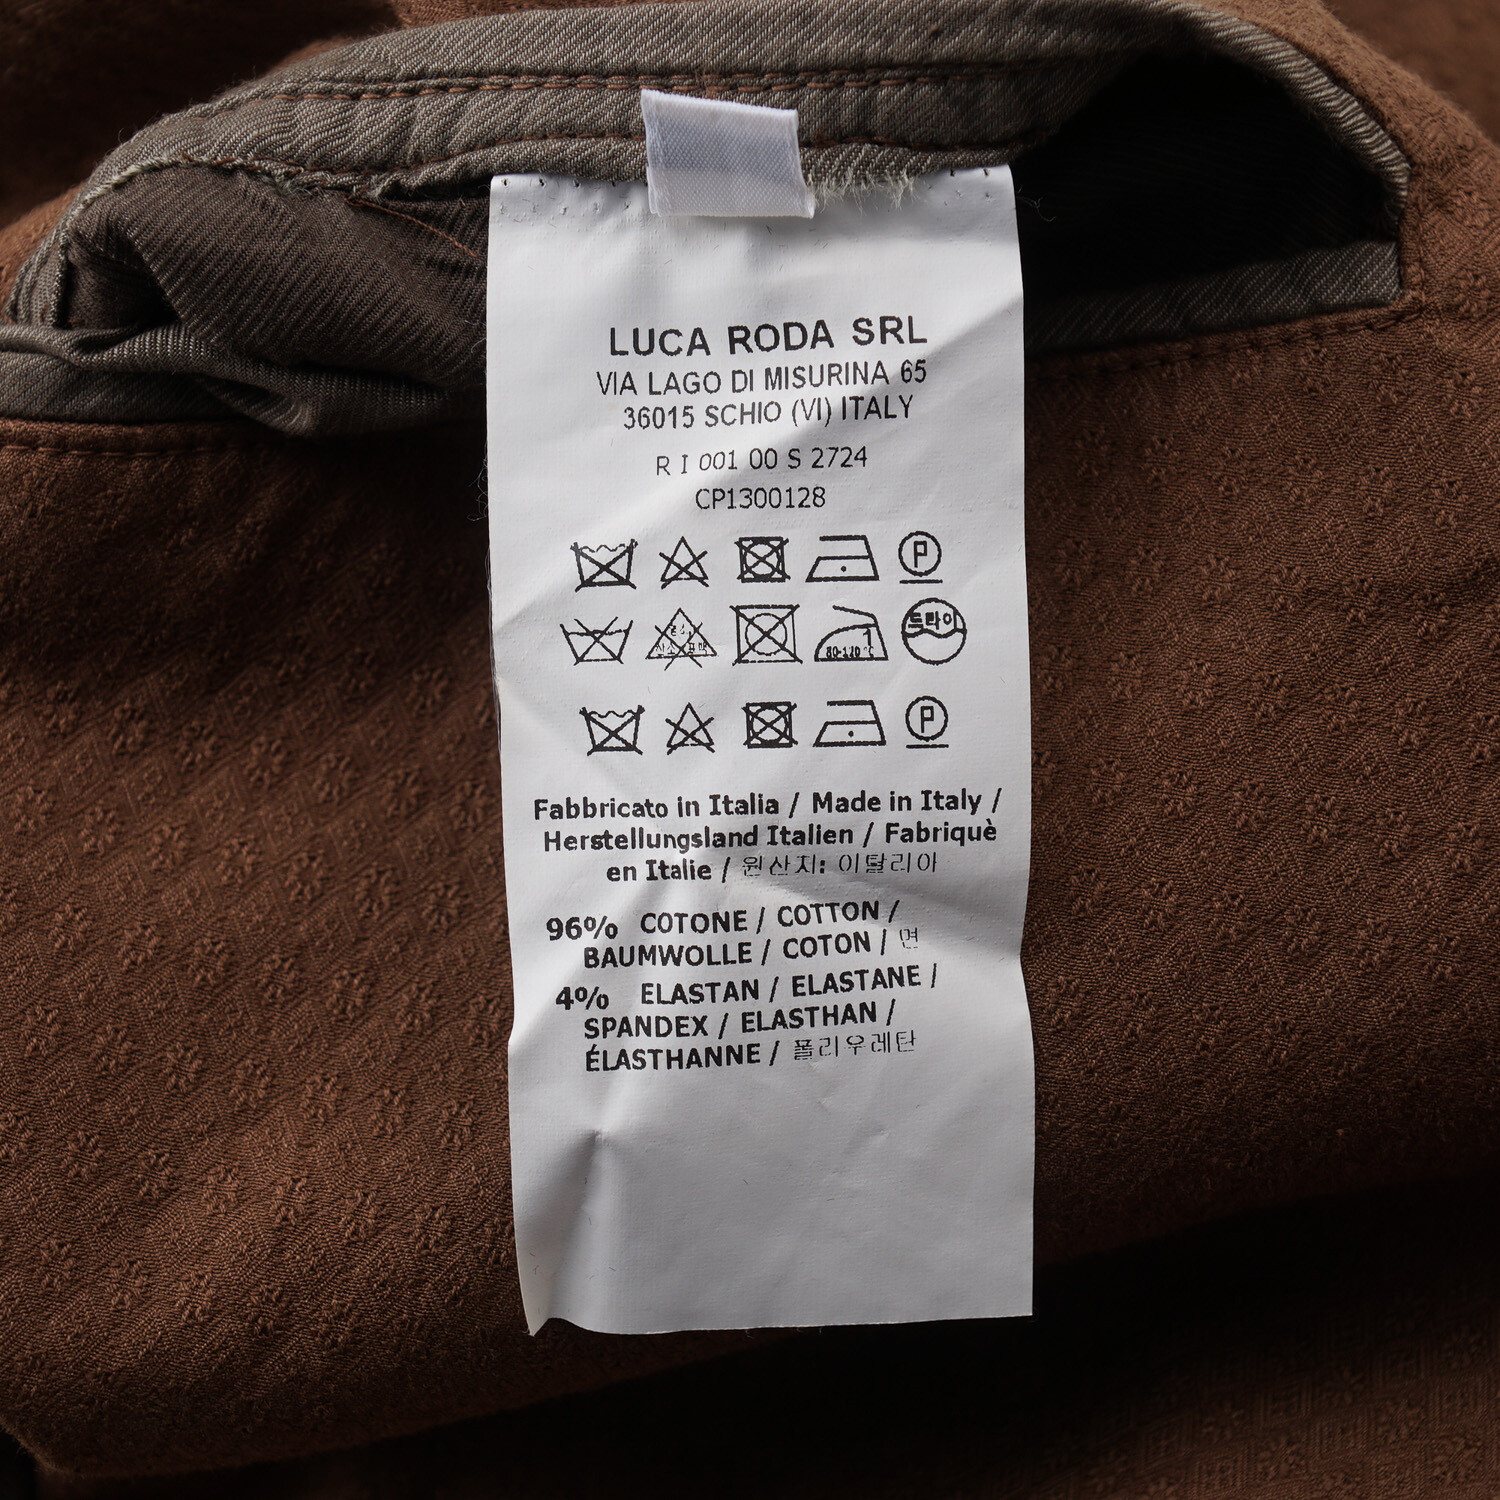 LUCA RODA SRL
VIA LAGO DI MISURINA 65
36015 SCHIO (VI) ITALY
R I 001 00 S 2724
CP1300128
P
드라이
80-120°C
P
Fabbricato in Italia / Made in Italy /
Herstellungsland Italien / Fabriquè
en Italie / 원산지: 이탈리아
96% COTONE / COTTON /
BAUMWOLLE / COTON / 면
4% ELASTAN / ELASTANE /
SPANDEX / ELASTHAN /
ÉLASTHANNE / 폴리우레탄